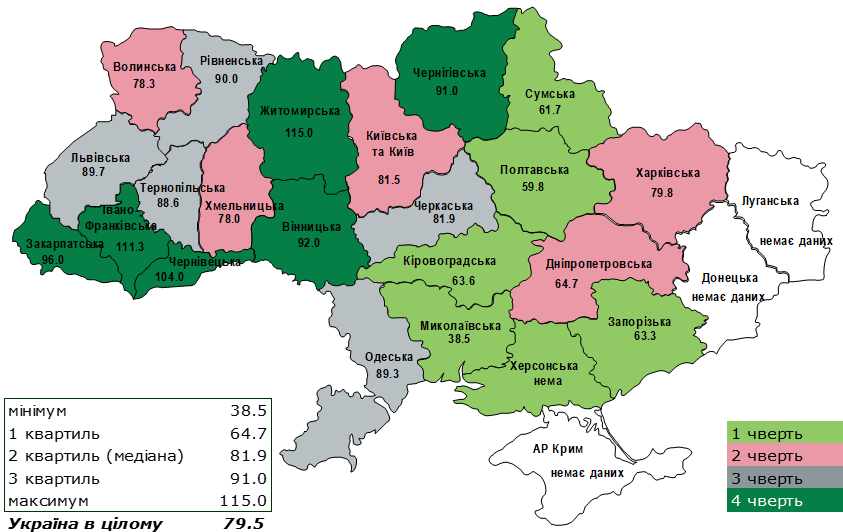 Волинська
78.3
Рівненська
90.0
Житомирська
115.0
Київська
та Київ
81.5
Чернігівська
91.0
Сумська
61.7
Львівська
89.7
Тернопільська
88.6
Хмельницька
78.0
Вінницька
92.0
Черкаська
81.9
Полтавська
59.8
Харківська
79.8
Луганська
немає даних
Івано
Франківська
111.3
Закарпатська
96.0
Чернівецька
104.0
Кіровоградська
63.6
Дніпропетровська
64.7
Донецька
немає даних
Одеська
89.3
Миколаївська
38.5
Херсонська
нема
Запорізька
63.3
АР Крим
немає даних
мінімум 38.5
1 квартиль 64.7
2 квартиль (медіана) 81.9
3 квартиль 91.0
максимум 115.0
Україна в цілому 79.5
1 чверть
2 чверть
3 чверть
4 чверть